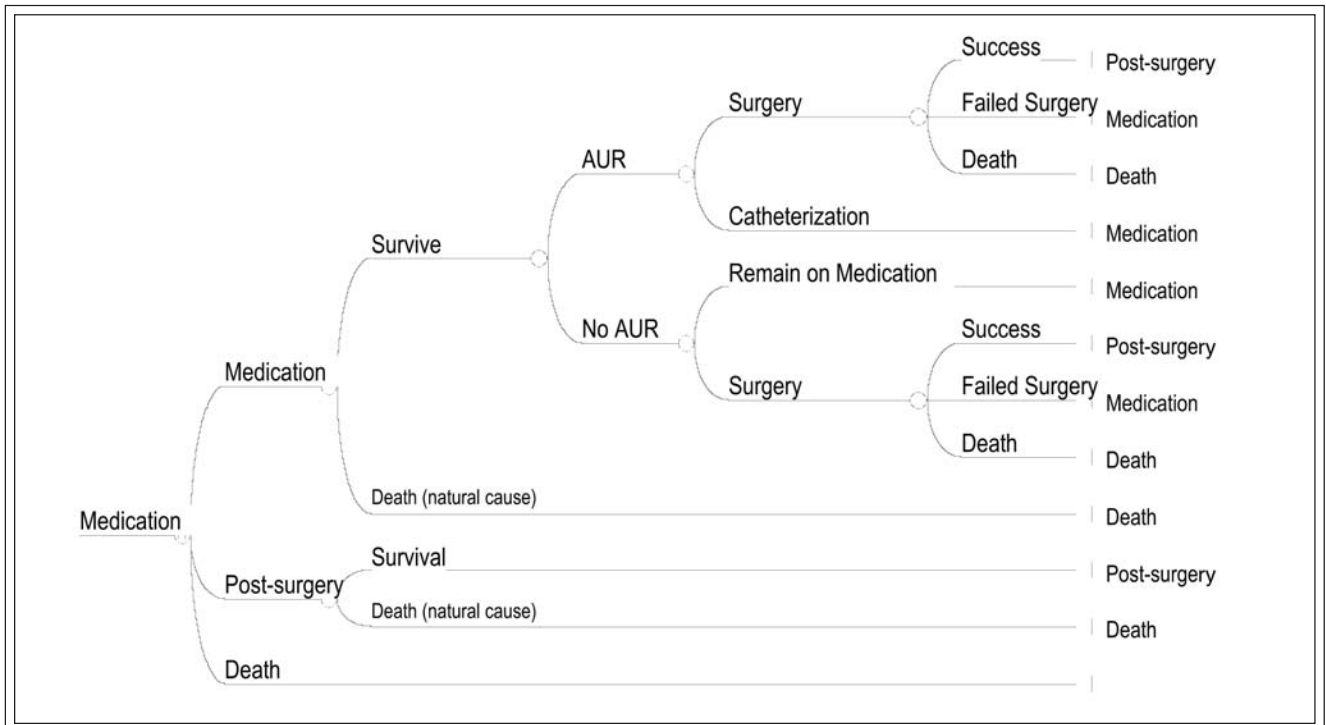 Success
Post-surgery
Surgery
Failed Surgery
Medication
AUR
Death
Death
Catheterization
Medication
Survive
Remain on Medication
Medication
No AUR
Success
Post-surgery
Medication
Surgery
Failed Surgery
Medication
Death
Death
Death (natural cause)
Death
Medication
Survival
Post-surgery
Post-surgery
Death (natural cause)
Death
Death